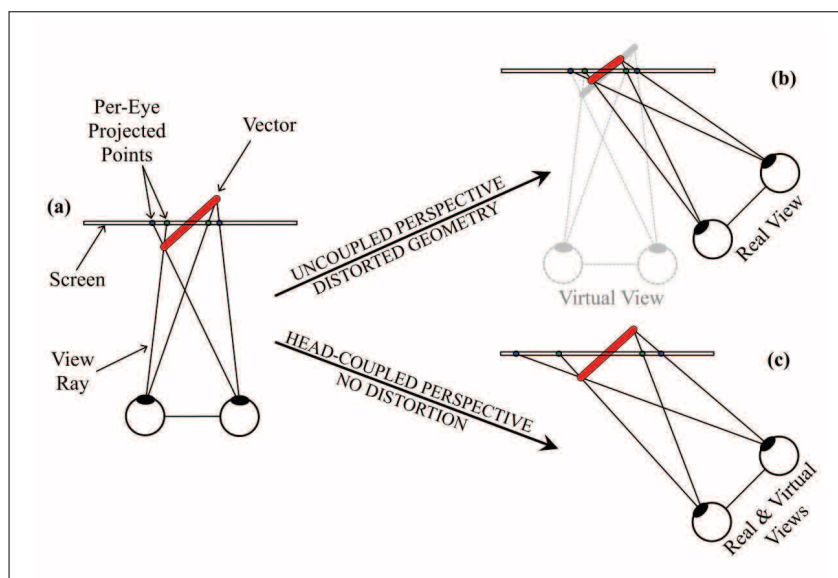 Per-Eye
Projected
Points
Vector
(a)
Screen
View
Ray
UNCOUPLED PERSPECTIVE
DISTORTED GEOMETRY
HEAD-COUPLED PERSPECTIVE
NO DISTORTION
(b)
Real View
Virtual View
(c)
Real & Virtual
Views